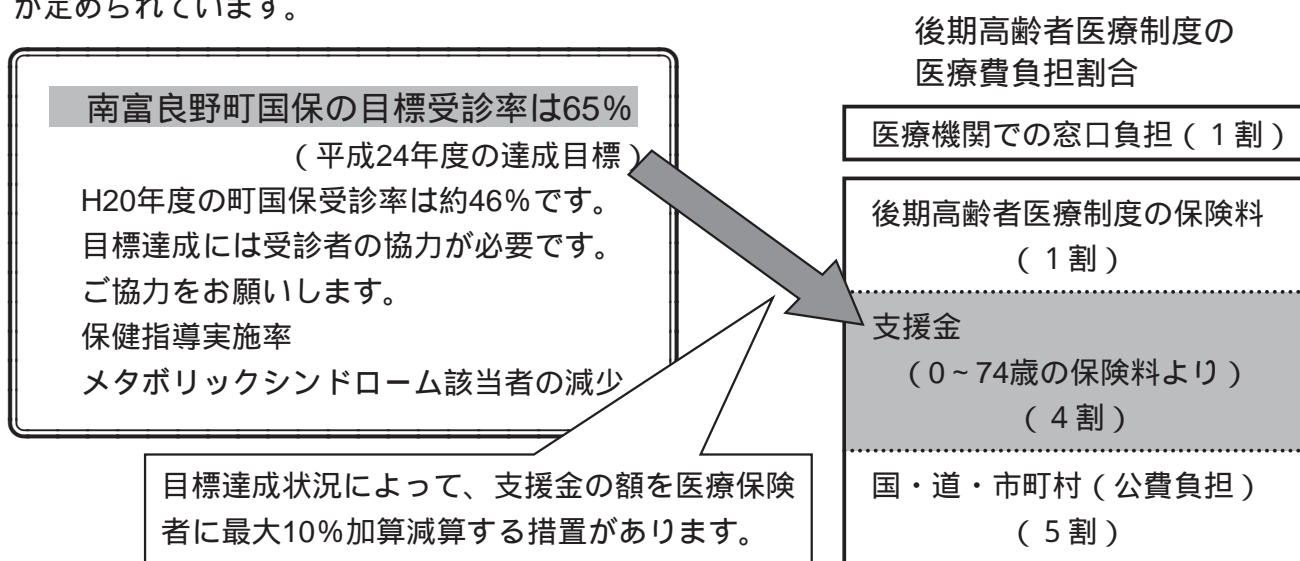 が定められています。
南富良野町国保の目標受診率は65%
(平成24年度の達成目標)
H20年度の町国保受診率は約46%です。
目標達成には受診者の協力が必要です。
ご協力をお願いします。
保健指導実施率
メタボリックシンドローム該当者の減少
目標達成状況によって、支援金の額を医療保険
者に最大10%加算減算する措置があります。
後期高齢者医療制度の
医療費負担割合
医療機関での窓口負担(1割)
後期高齢者医療制度の保険料
(1割)
支援金
(0~74歳の保険料より)
(4割)
国・道・市町村(公費負担)
(5割)